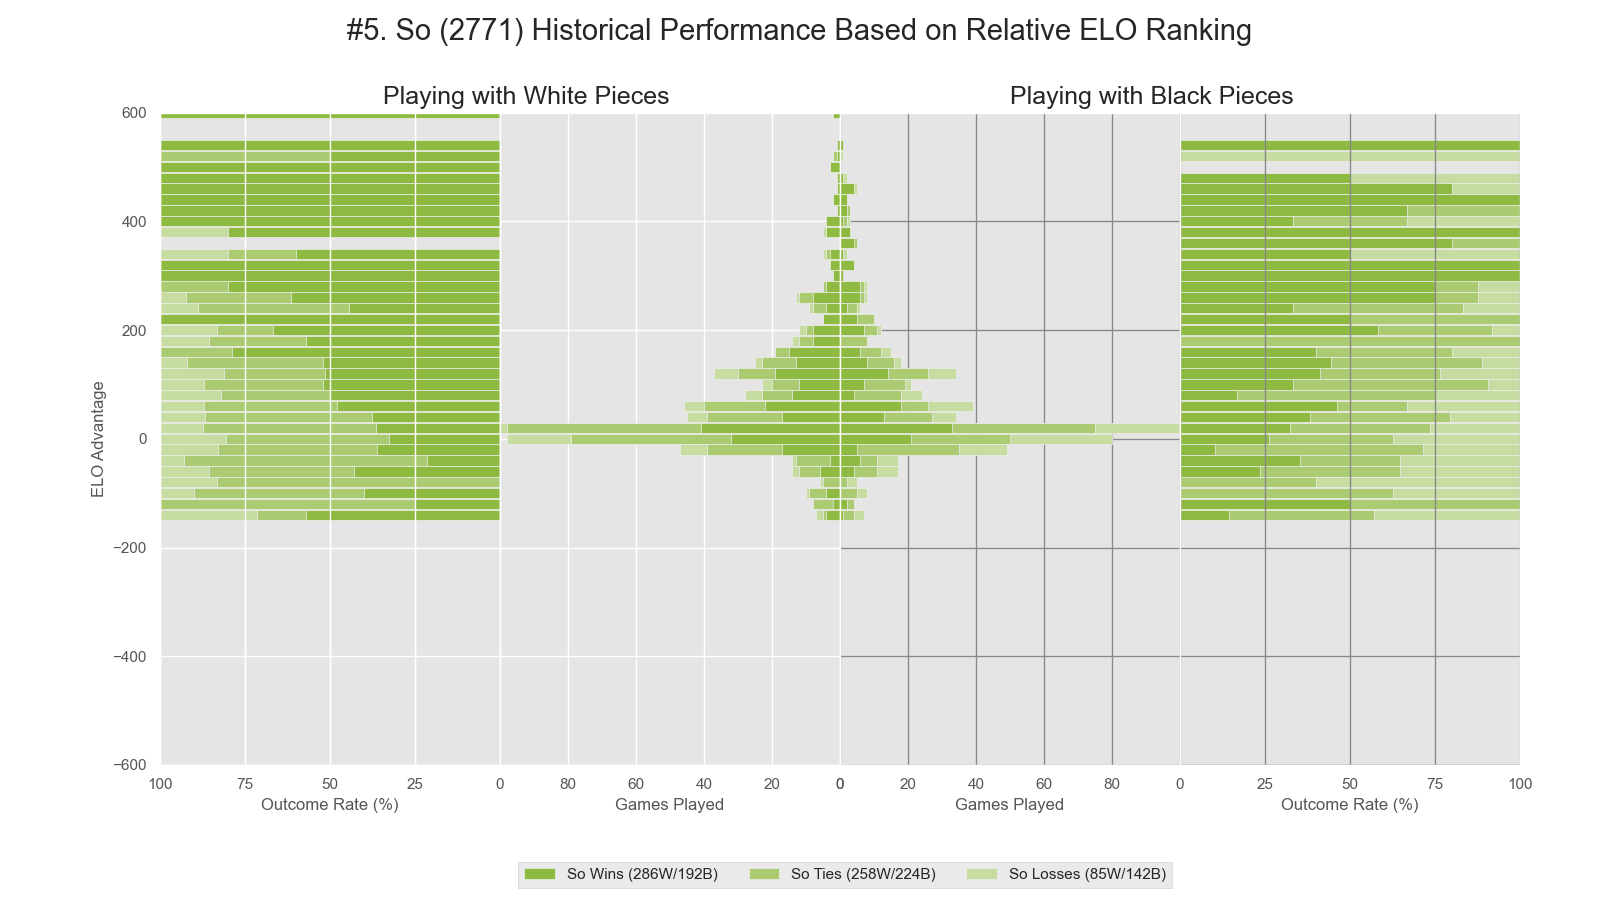 #5. So (2771) Historical Performance Based on Relative ELO Ranking
Playing with White Pieces
Playing with Black Pieces
ELO Advantage
600
400
200
0
−200
−400
−600
100 75 50 25 0 80 60 40 20 0 0 20 40 60 80 0 25 50 75 100
Outcome Rate (%) Games Played Games Played Outcome Rate (%)
So Wins (286W/192B) So Ties (258W/224B) So Losses (85W/142B)